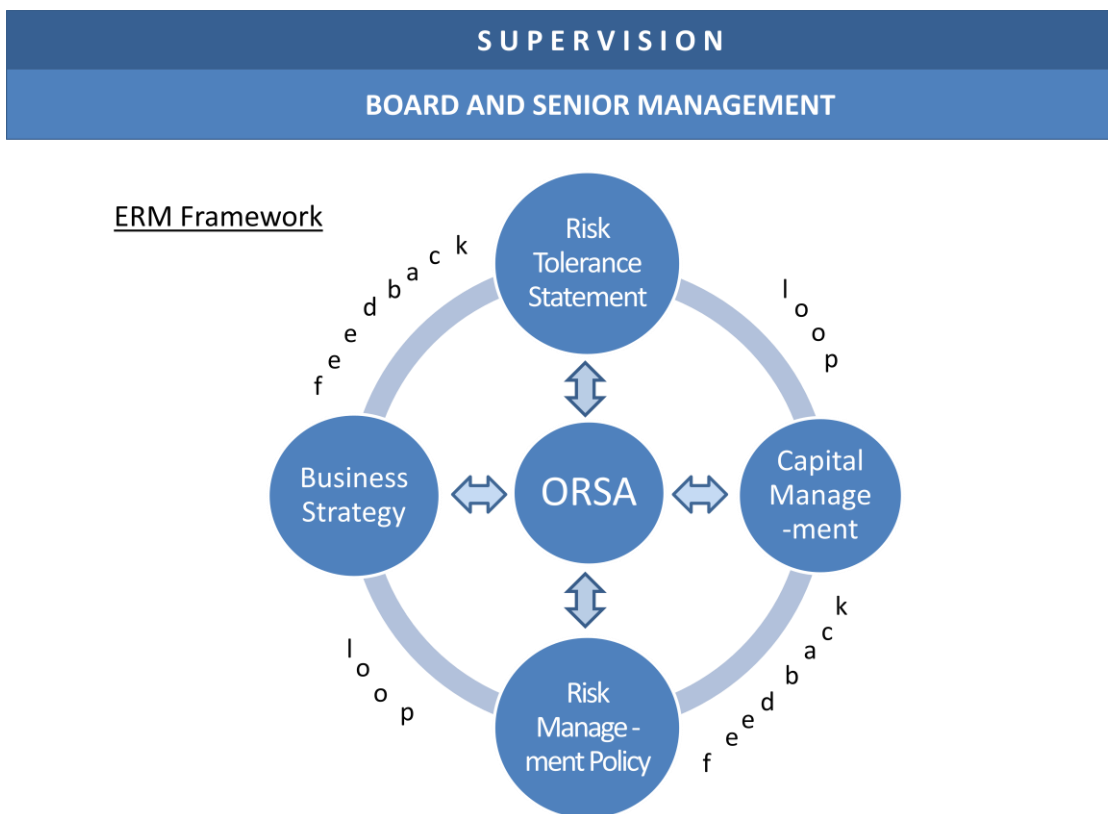 SUPERVISION
BOARD AND SENIOR MANAGEMENT
ERM Framework
feedback
loop
Risk
Tolerance
Statement
Business
Strategy
ORSA
Capital
Manage
-ment
loop
feedback
Risk
Manage -
ment Policy